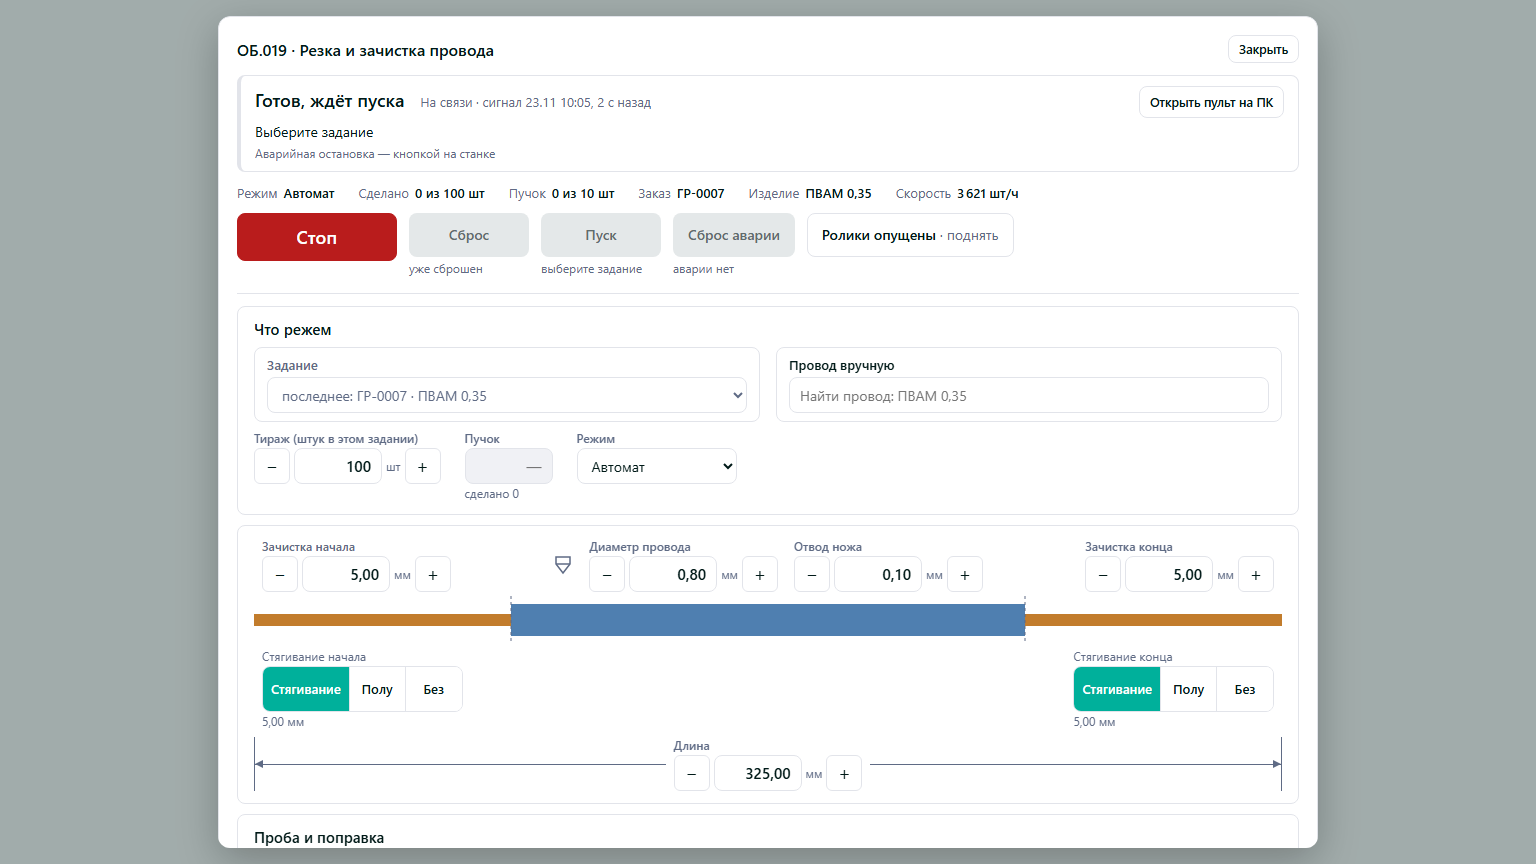 ОБ.019 · Резка и зачистка провода
Закрыть
Готов, ждёт пуска На связи · сигнал 23.11 10:05, 2 с назад
Открыть пульт на ПК
Выберите задание
Аварийная остановка — кнопкой на станке
Режим Автомат Сделано 0 из 100 шт Пучок 0 из 10 шт Заказ ГР-0007 Изделие ПВАМ 0,35 Скорость 3 621 шт/ч
Стоп Сброс Пуск Сброс аварии Ролики опущены · поднять
уже сброшен выберите задание аварии нет
Что режем
Задание Провод вручную
последнее: ГР-0007 · ПВАМ 0,35 Найти провод: ПВАМ 0,35
Тираж (штук в этом задании) Пучок Режим
− 100 шт + — Автомат
сделано 0
Зачистка начала Диаметр провода Отвод ножа Зачистка конца
− 5,00 мм + − 0,80 мм + − 0,10 мм + − 5,00 мм +
Стягивание начала Стягивание конца
Стягивание Полу Без Стягивание Полу Без
5,00 мм 5,00 мм
Длина
− 325,00 мм +
Проба и поправка